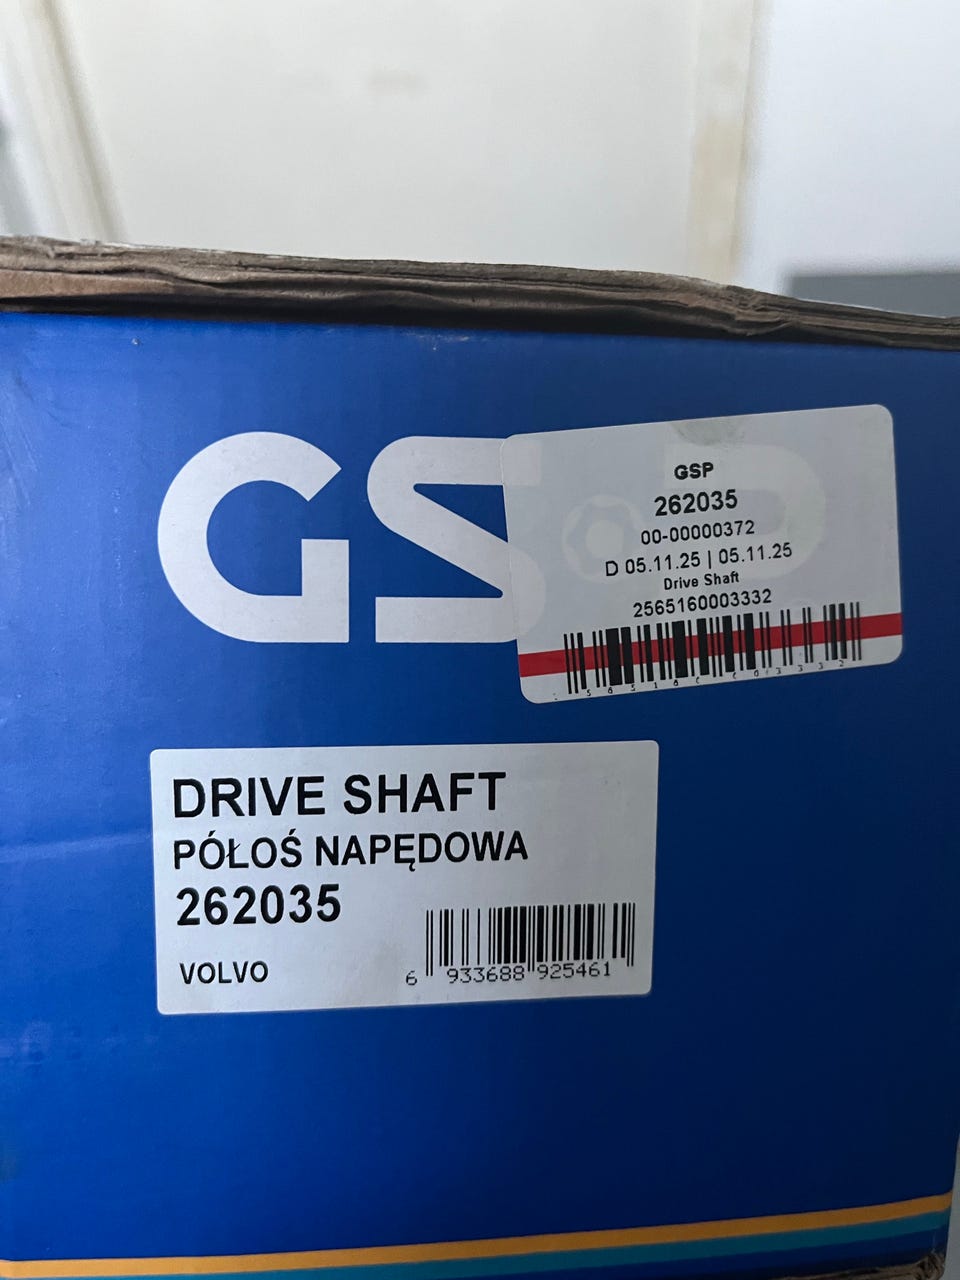 GSP
GSP
262035
00-00000372
D 05.11.25 | 05.11.25
Drive Shaft
2565160003332
DRIVE SHAFT
PÓŁOŚ NAPĘDOWA
262035
VOLVO
6 933688 925461